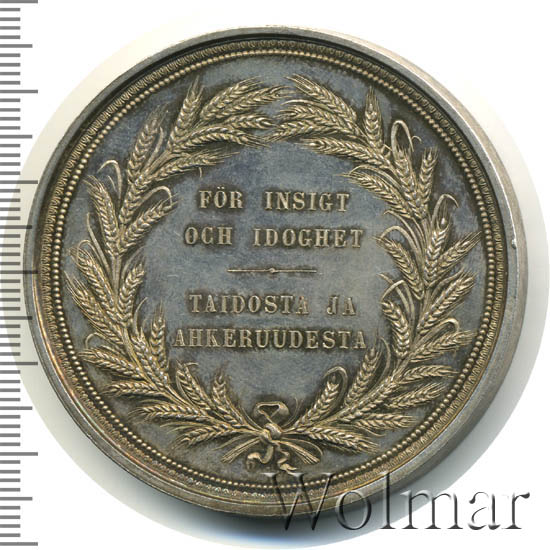 FÖR INSIGT
OCH IDOGHET
TAIDOSTA JA
AHKERUUDESTA
Wolmar